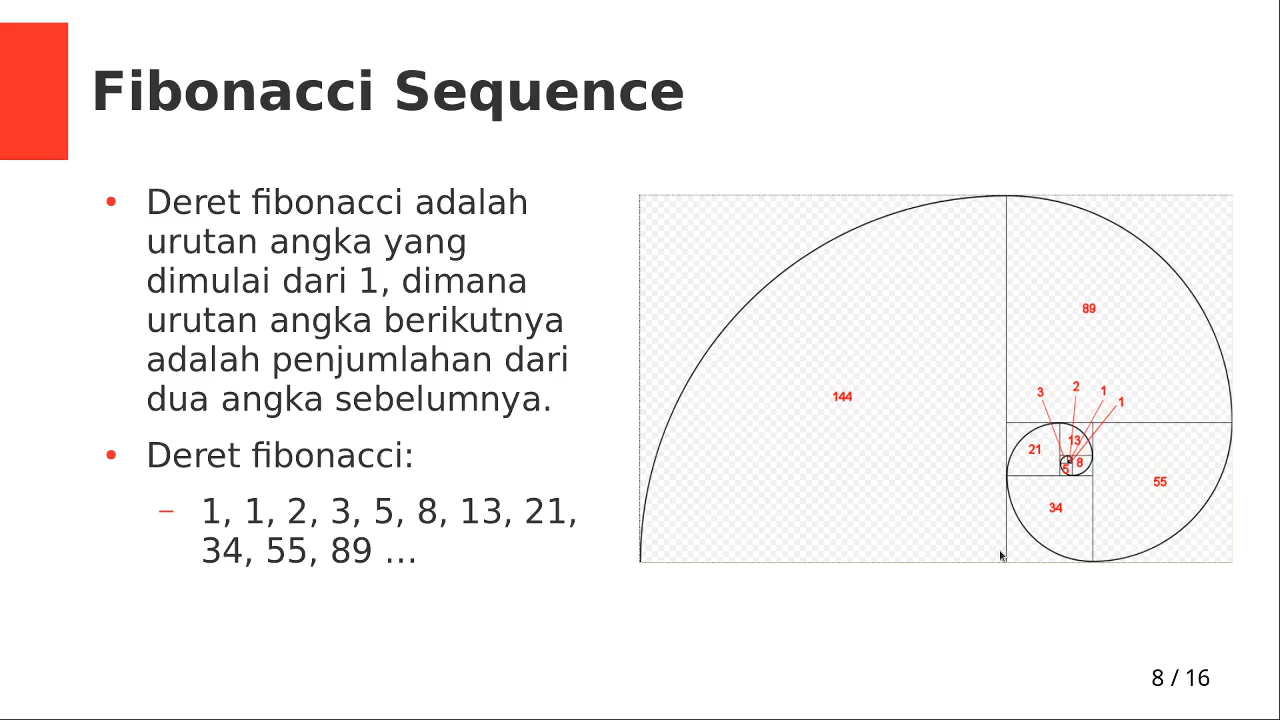 Fibonacci Sequence
• Deret fibonacci adalah
urutan angka yang
dimulai dari 1, dimana
urutan angka berikutnya
adalah penjumlahan dari
dua angka sebelumnya.
• Deret fibonacci:
– 1, 1, 2, 3, 5, 8, 13, 21,
34, 55, 89 ...
89
144
3 2 1 1
21 13
5 8
34
55
8 / 16